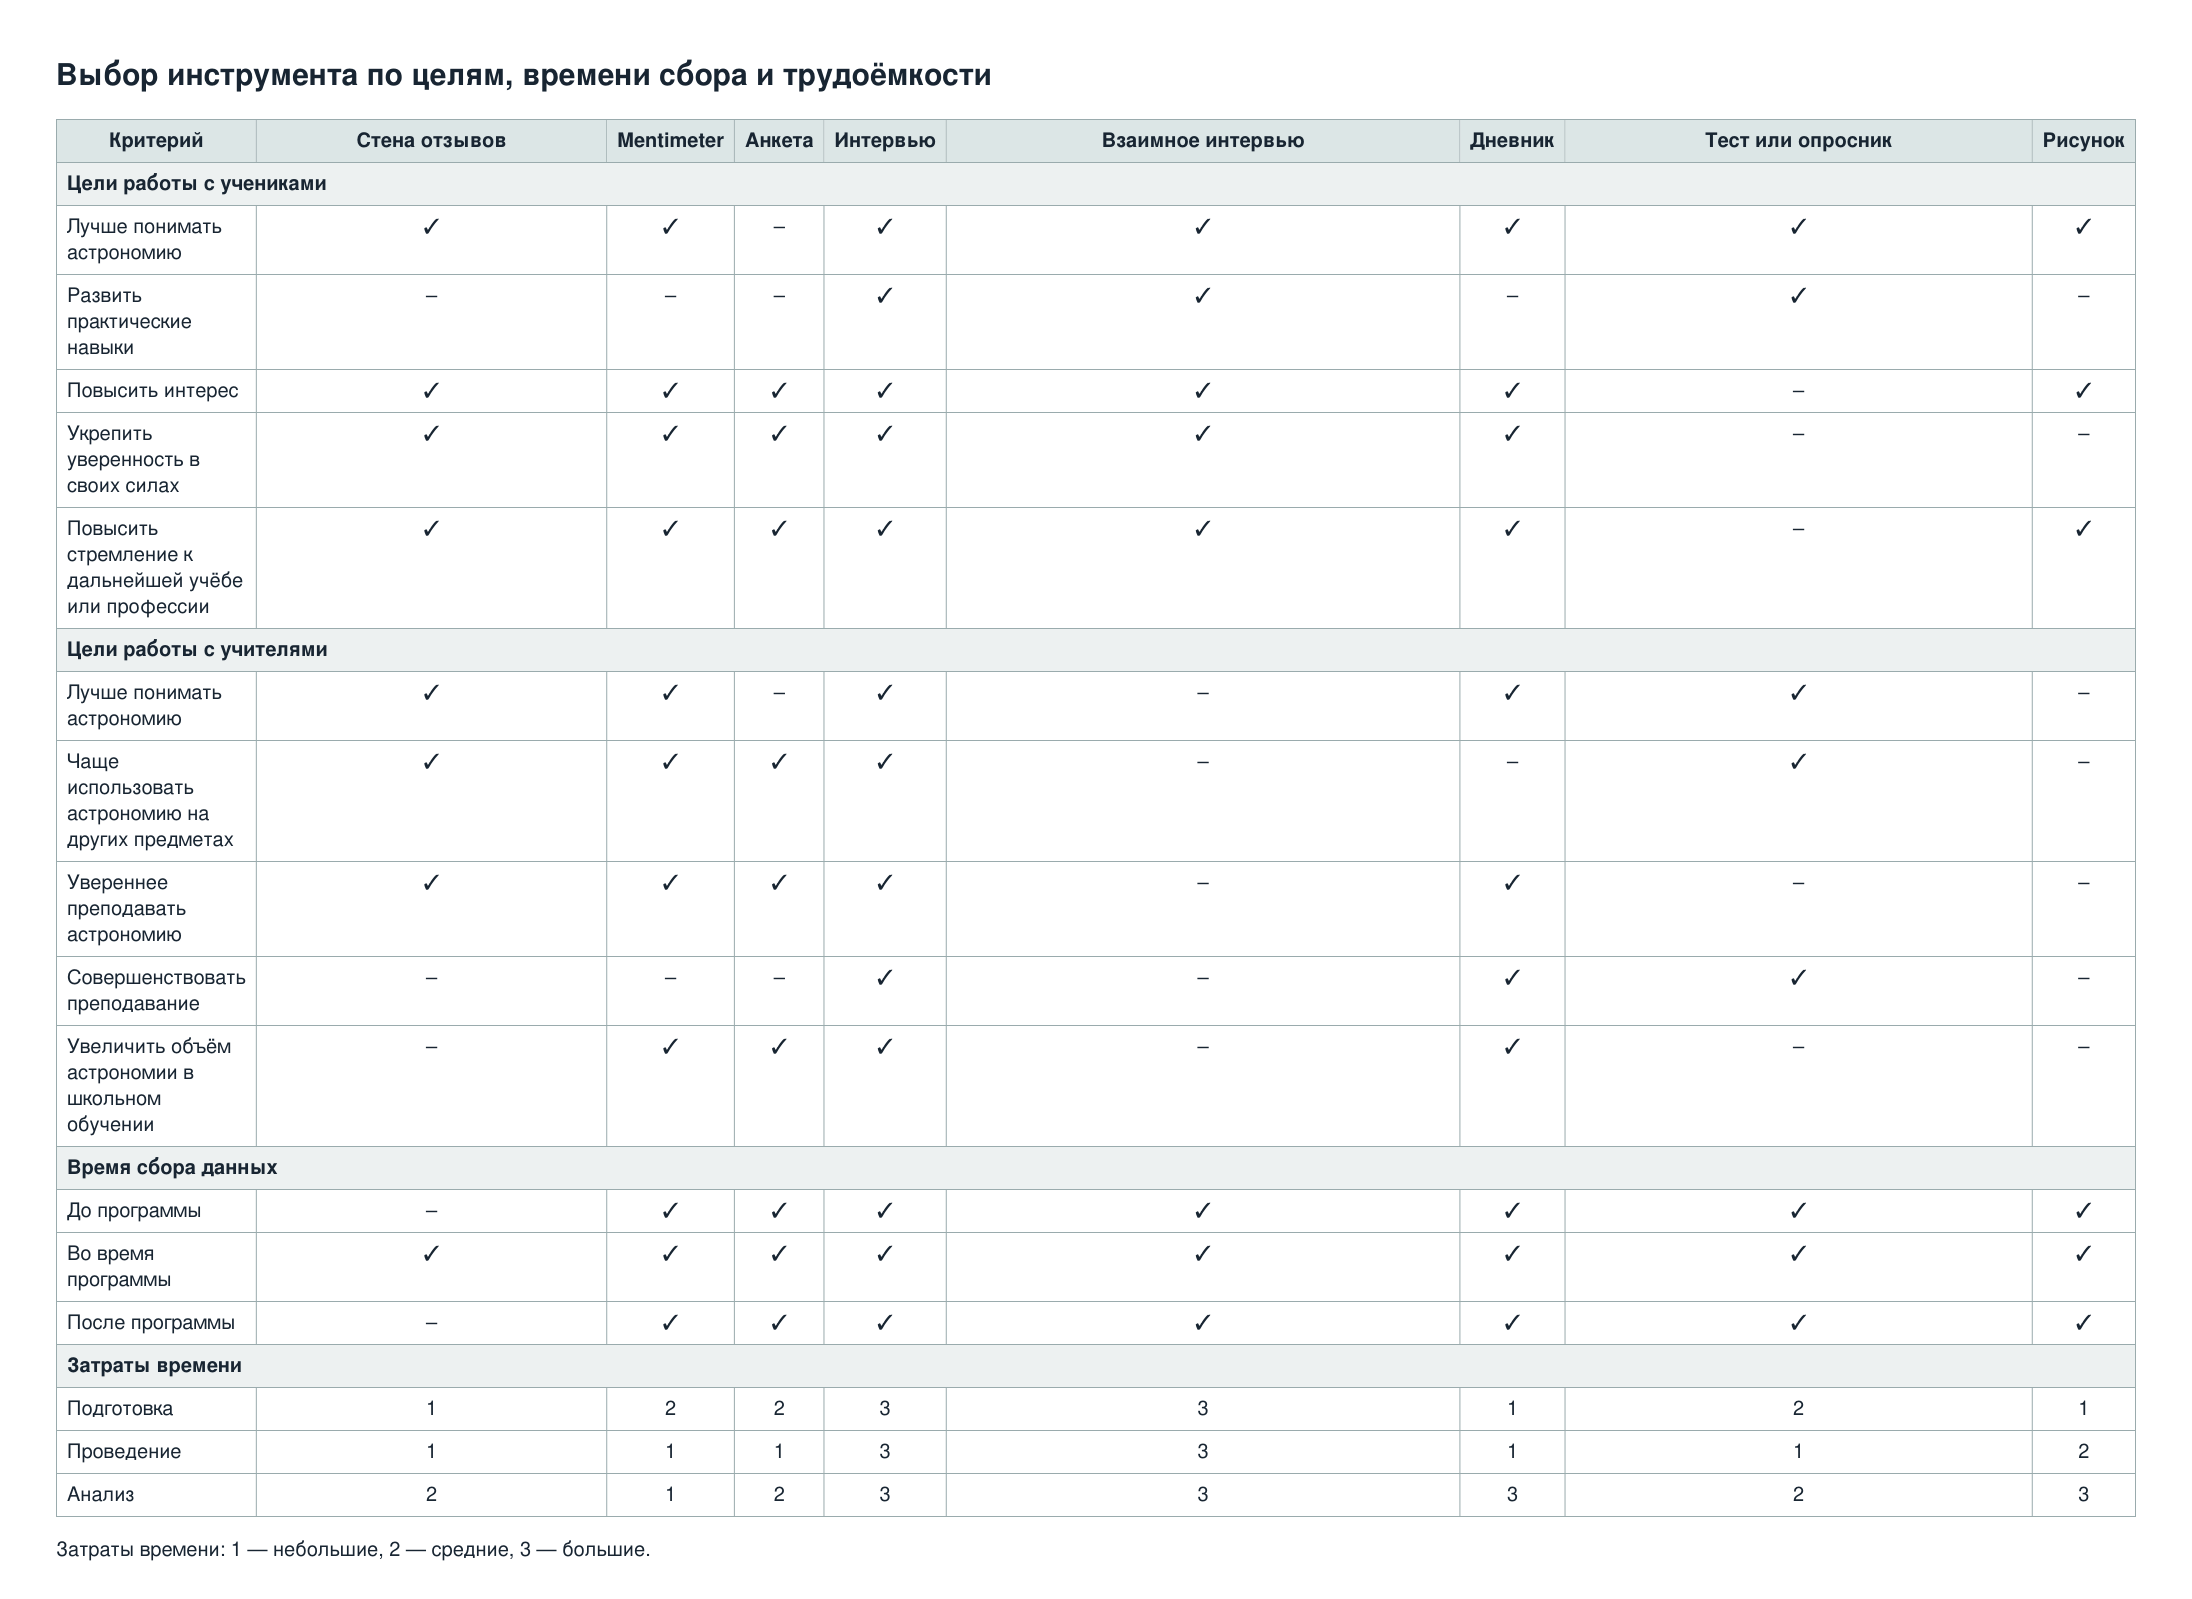 Выбор инструмента по целям, времени сбора и трудоёмкости
Критерий Стена отзывов Mentimeter Анкета Интервью Взаимное интервью Дневник Тест или опросник Рисунок
Цели работы с учениками
Лучше понимать ✓ ✓ – ✓ ✓ ✓ ✓ ✓
астрономию
Развить – – – ✓ ✓ – ✓ –
практические
навыки
Повысить интерес ✓ ✓ ✓ ✓ ✓ ✓ – ✓
Укрепить ✓ ✓ ✓ ✓ ✓ ✓ – –
уверенность в
своих силах
Повысить ✓ ✓ ✓ ✓ ✓ ✓ – ✓
стремление к
дальнейшей учёбе
или профессии
Цели работы с учителями
Лучше понимать ✓ ✓ – ✓ – ✓ ✓ –
астрономию
Чаще ✓ ✓ ✓ ✓ – – ✓ –
использовать
астрономию на
других предметах
Увереннее ✓ ✓ ✓ ✓ – ✓ – –
преподавать
астрономию
Совершенствовать – – – ✓ – ✓ ✓ –
преподавание
Увеличить объём – ✓ ✓ ✓ – ✓ – –
астрономии в
школьном
обучении
Время сбора данных
До программы – ✓ ✓ ✓ ✓ ✓ ✓ ✓
Во время ✓ ✓ ✓ ✓ ✓ ✓ ✓ ✓
программы
После программы – ✓ ✓ ✓ ✓ ✓ ✓ ✓
Затраты времени
Подготовка 1 2 2 3 3 1 2 1
Проведение 1 1 1 3 3 1 1 2
Анализ 2 1 2 3 3 3 2 3
Затраты времени: 1 — небольшие, 2 — средние, 3 — большие.